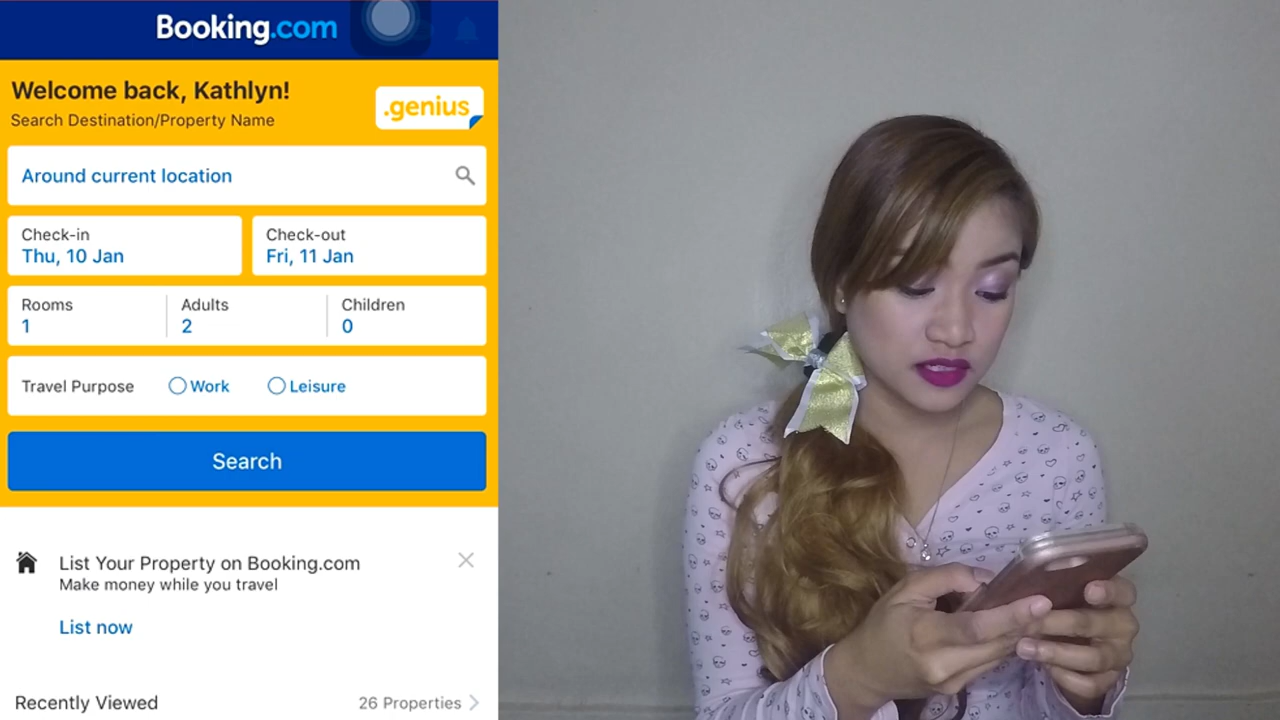 Booking.com
Welcome back, Kathlyn!
.genius
Search Destination/Property Name
Around current location
Check-in
Thu, 10 Jan
Check-out
Fri, 11 Jan
Rooms
1
Adults
2
Children
0
Travel Purpose
Work
Leisure
Search
List Your Property on Booking.com
Make money while you travel
List now
Recently Viewed
26 Properties